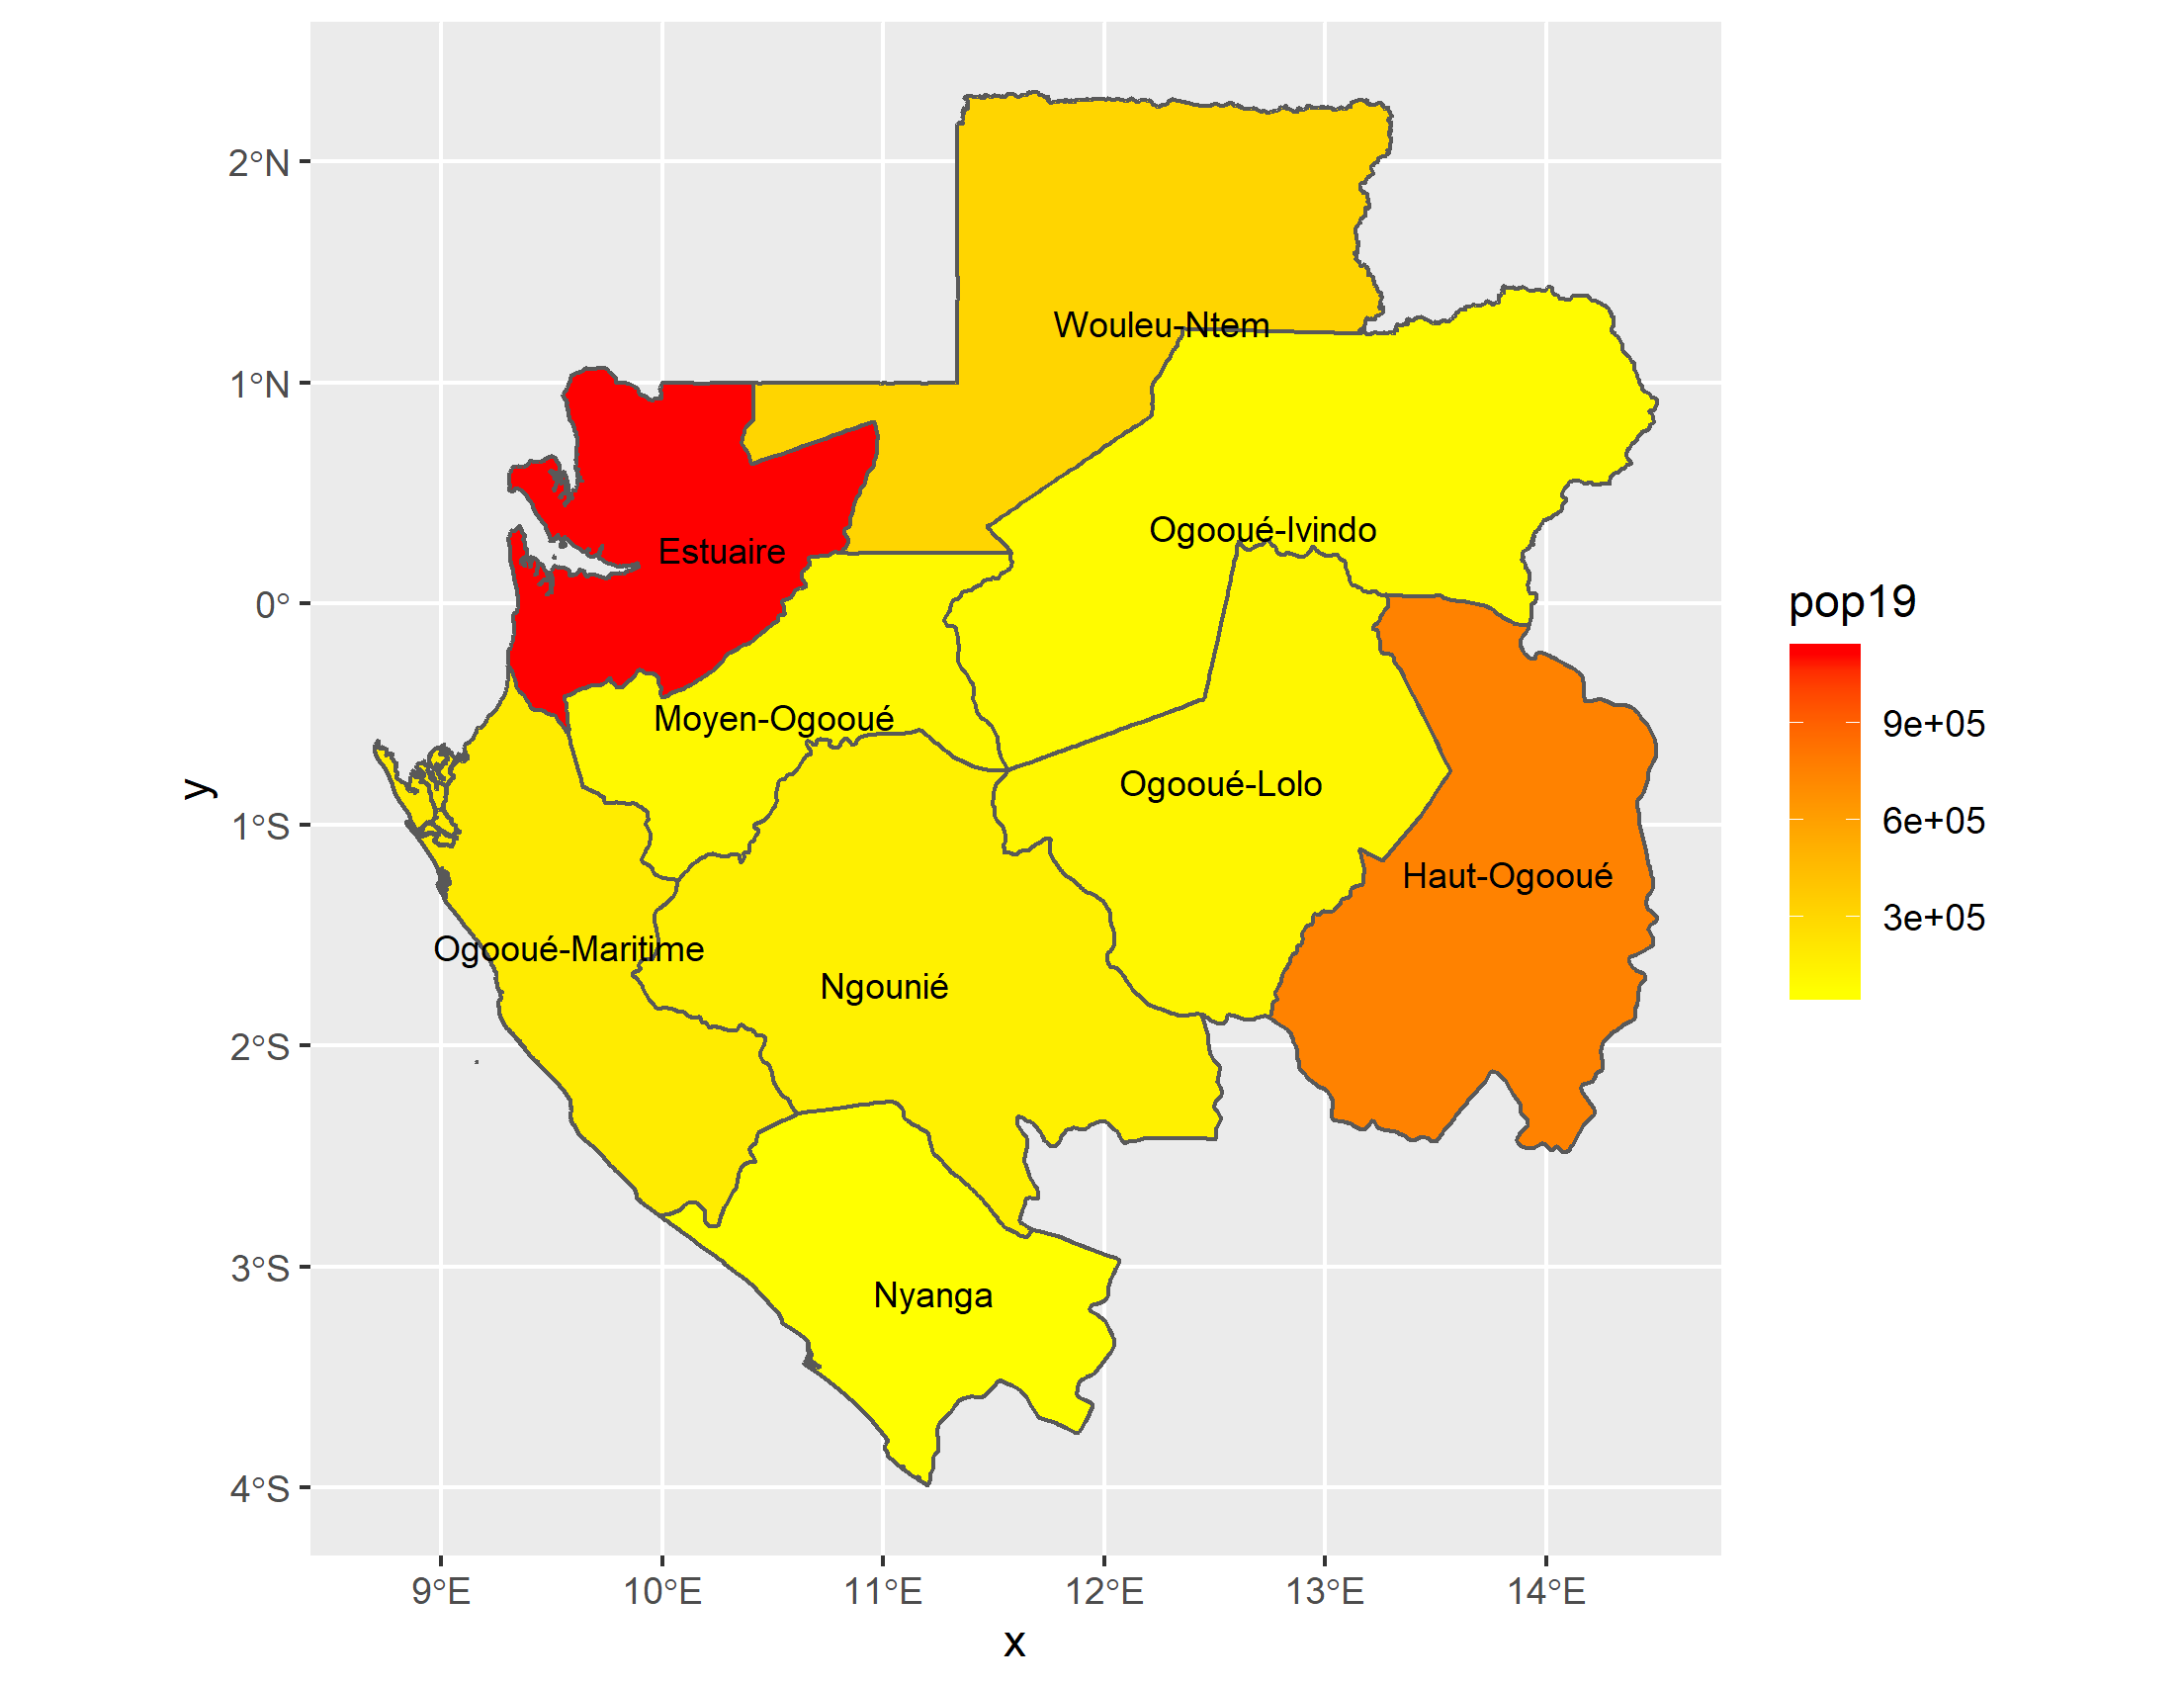 2°N
1°N
0°
1°S
2°S
3°S
4°S
y
Wouleu-Ntem
Ogooué-Ivindo
Estuaire
Moyen-Ogooué
Ogooué-Lolo
Haut-Ogooué
Ogooué-Maritime
Ngounié
Nyanga
9°E 10°E 11°E 12°E 13°E 14°E
x
pop19
9e+05
6e+05
3e+05